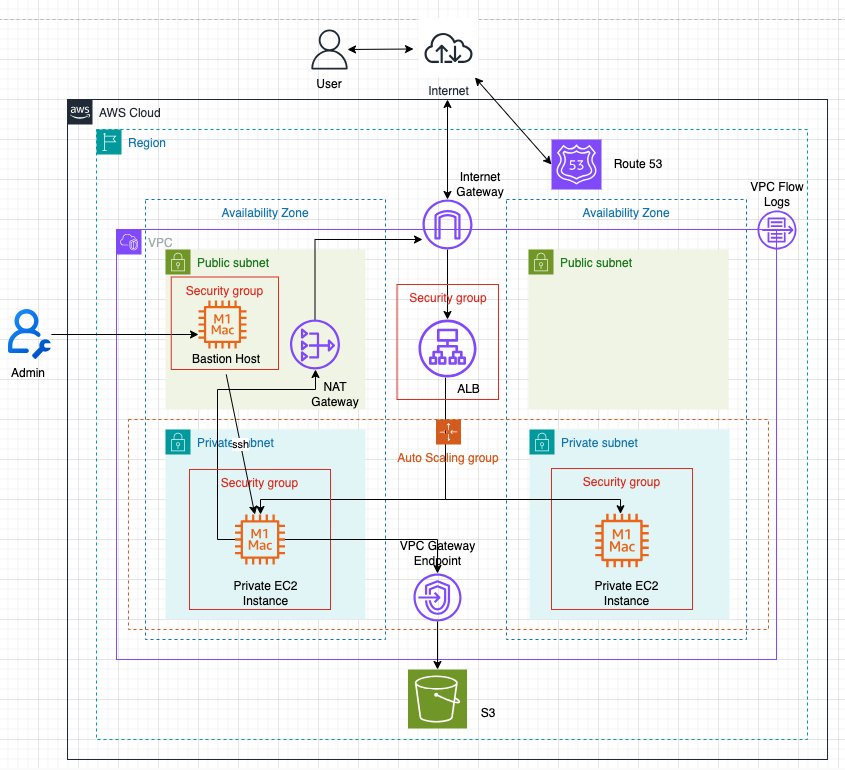 User
Internet
aws
AWS Cloud
Region
53
Route 53
Internet
Gateway
VPC Flow
Logs
Availability Zone
Availability Zone
VPC
Public subnet
Public subnet
Security group
M1
Mac
Bastion Host
Security group
Admin
NAT
Gateway
ALB
Private subnet
ssh
Auto Scaling group
Private subnet
Security group
Security group
M1
Mac
M1
Mac
VPC Gateway
Endpoint
Private EC2
Instance
Private EC2
Instance
S3